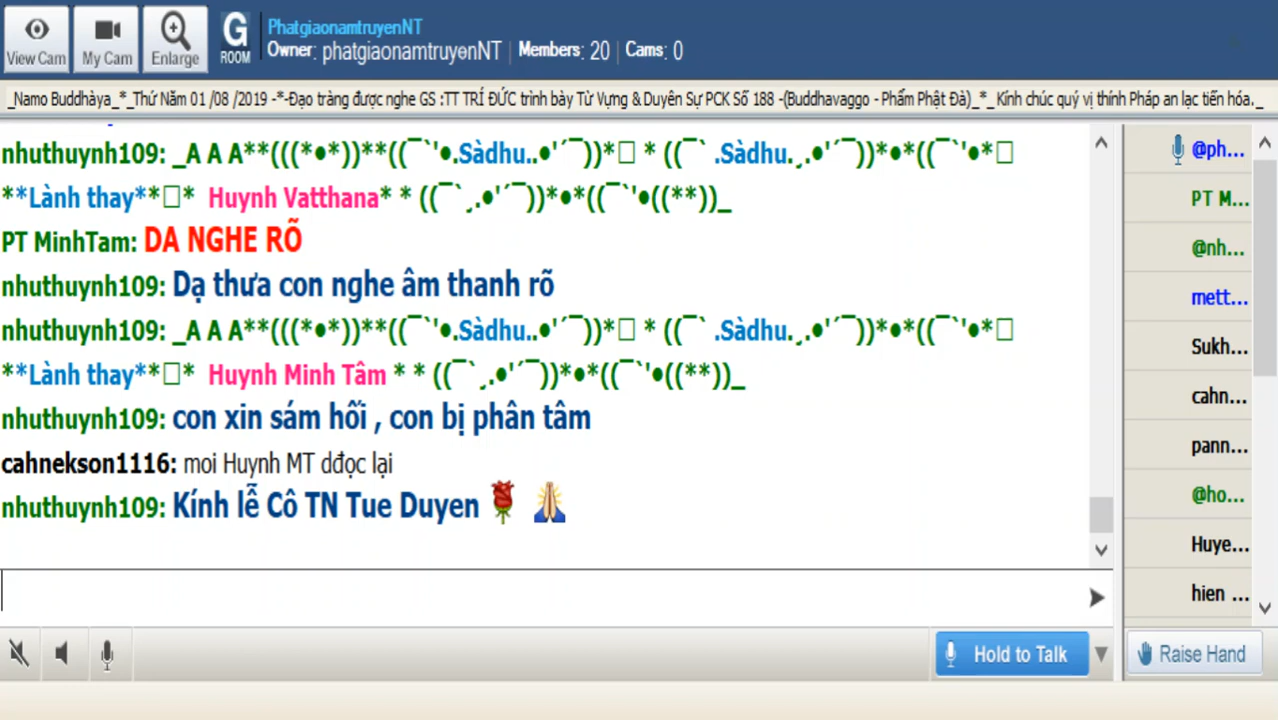 PhatgiaonamtruyenNT
Owner: phatgiaonamtruyenNT | Members: 20 | Cams: 0
View Cam
My Cam
Enlarge
G ROOM
_Namo Buddhàya_*_Thứ Năm 01 /08 /2019 -*-Đạo tràng được nghe GS :TT TRÍ ĐỨC trình bày Từ Vựng & Duyên Sự PCK Số 188 -(Buddhavaggo - Phẩm Phật Đà)_*_ Kính chúc quý vị thính Pháp an lạc tiến hóa._
nhuthuynh109: _A A A**(((*•*))**((¯`'•.Sàdhu..•'´¯))*□ * ((¯` .Sàdhu.¸.•'´¯))*•*((¯`'•*□
**Lành thay**□* Huynh Vatthana* * ((¯`¸.•'´¯))*•*((¯`'•((**))_
PT MinhTam: DA NGHE RÕ
nhuthuynh109: Dạ thưa con nghe âm thanh rõ
nhuthuynh109: _A A A**(((*•*))**((¯`'•.Sàdhu..•'´¯))*□ * ((¯` .Sàdhu.¸.•'´¯))*•*((¯`'•*□
**Lành thay**□* Huynh Minh Tâm * * ((¯`¸.•'´¯))*•*((¯`'•((**))_
nhuthuynh109: con xin sám hối , con bị phân tâm
cahnekson1116: moi Huynh MT dđọc lại
nhuthuynh109: Kính lễ Cô TN Tue Duyen 🌹 🙏
@ph...
PT M...
@nh...
mett...
Sukh...
cahn...
pann...
@ho...
Huye...
hien ...
Hold to Talk
Raise Hand